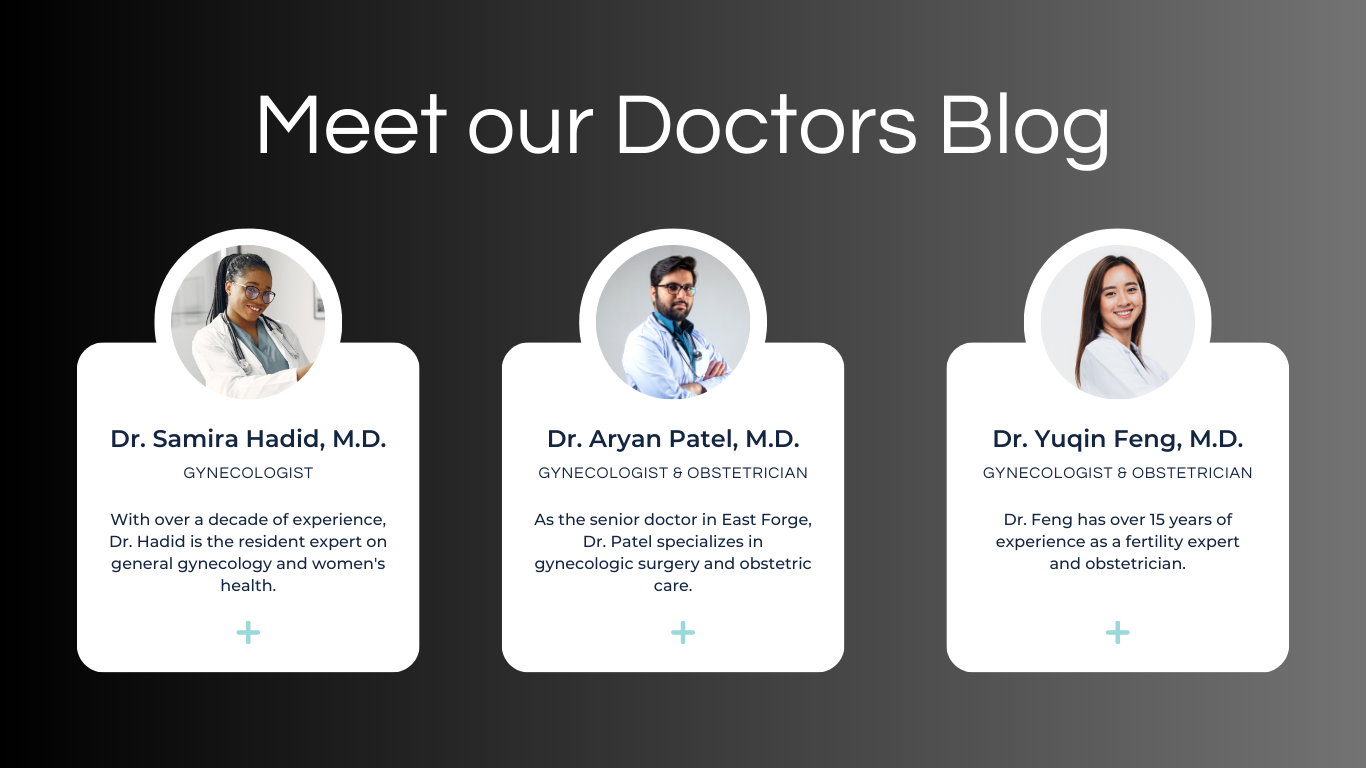 Meet our Doctors Blog
Dr. Samira Hadid, M.D.
GYNECOLOGIST
With over a decade of experience,
Dr. Hadid is the resident expert on
general gynecology and women's
health.
Dr. Aryan Patel, M.D.
GYNECOLOGIST & OBSTETRICIAN
As the senior doctor in East Forge,
Dr. Patel specializes in
gynecologic surgery and obstetric
care.
Dr. Yuqin Feng, M.D.
GYNECOLOGIST & OBSTETRICIAN
Dr. Feng has over 15 years of
experience as a fertility expert
and obstetrician.